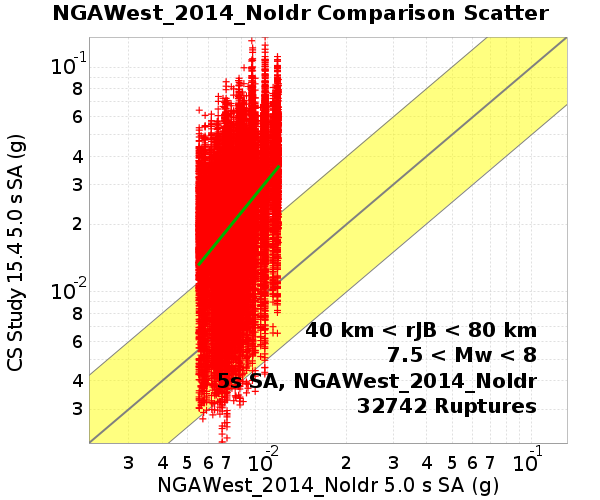 NGAWest_2014_NoIdr Comparison Scatter
10-1
8
6
4
3
2
10-2
8
6
4
3
CS Study 15.4 5.0 s SA (g)
40 km < rJB < 80 km
7.5 < Mw < 8
5s SA, NGAWest_2014_NoIdr
32742 Ruptures
3 4 5 6 7 10-2 2 3 4 5 6 7 10-1
NGAWest_2014_NoIdr 5.0 s SA (g)